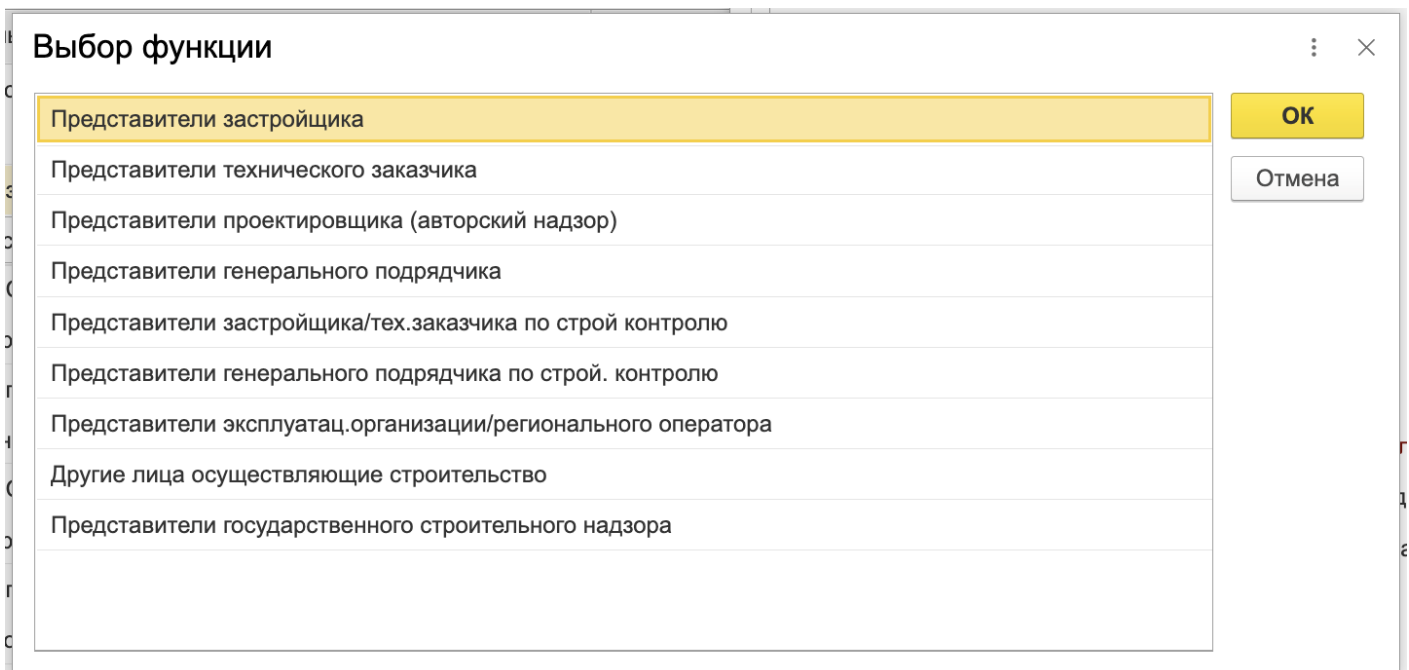 Выбор функции
Представители застройщика
ОК
Представители технического заказчика
Отмена
Представители проектировщика (авторский надзор)
Представители генерального подрядчика
Представители застройщика/тех.заказчика по строй контролю
Представители генерального подрядчика по строй. контролю
Представители эксплуатац.организации/регионального оператора
Другие лица осуществляющие строительство
Представители государственного строительного надзора